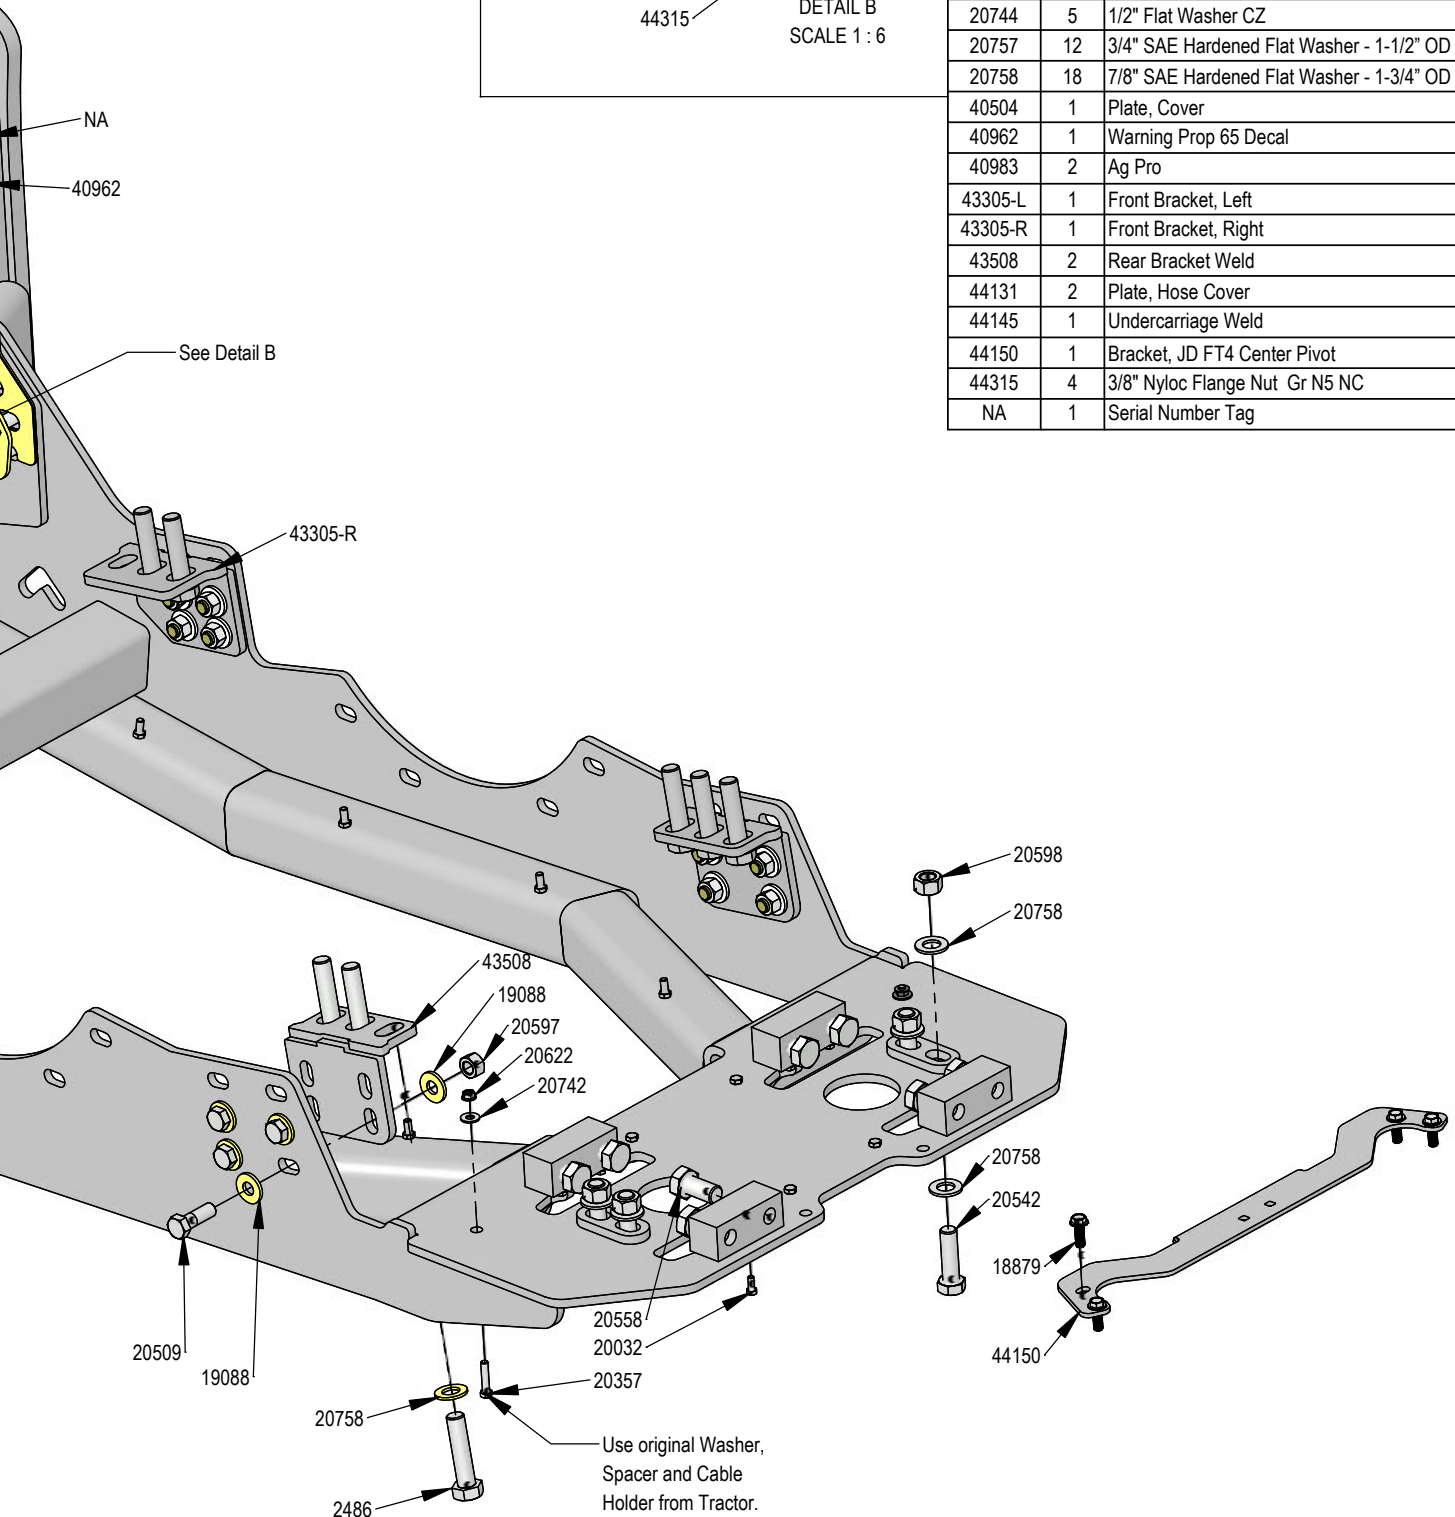 44315
DETAIL B
SCALE 1 : 6
20744 5 1/2" Flat Washer CZ
20757 12 3/4" SAE Hardened Flat Washer - 1-1/2” OD
20758 18 7/8" SAE Hardened Flat Washer - 1-3/4” OD
40504 1 Plate, Cover
40962 1 Warning Prop 65 Decal
40983 2 Ag Pro
43305-L 1 Front Bracket, Left
43305-R 1 Front Bracket, Right
43508 2 Rear Bracket Weld
44131 2 Plate, Hose Cover
44145 1 Undercarriage Weld
44150 1 Bracket, JD FT4 Center Pivot
44315 4 3/8" Nyloc Flange Nut Gr N5 NC
NA 1 Serial Number Tag
NA
40962
See Detail B
43305-R
20598
20758
43508
19088
20597
20622
20742
20758
20542
18879
44150
20558
20032
20357
20509
19088
20758
2486
Use original Washer,
Spacer and Cable
Holder from Tractor.